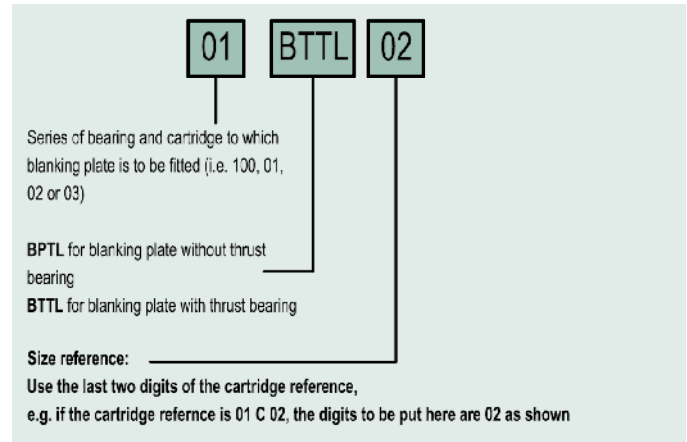 01 BTTL 02
Series of bearing and cartridge to which
blanking plate is to be fitted (i.e. 100, 01,
02 or 03)
BPTL for blanking plate without thrust
bearing
BTTL for blanking plate with thrust bearing
Size reference:
Use the last two digits of the cartridge reference,
e.g. if the cartridge refernce is 01 C 02, the digits to be put here are 02 as shown